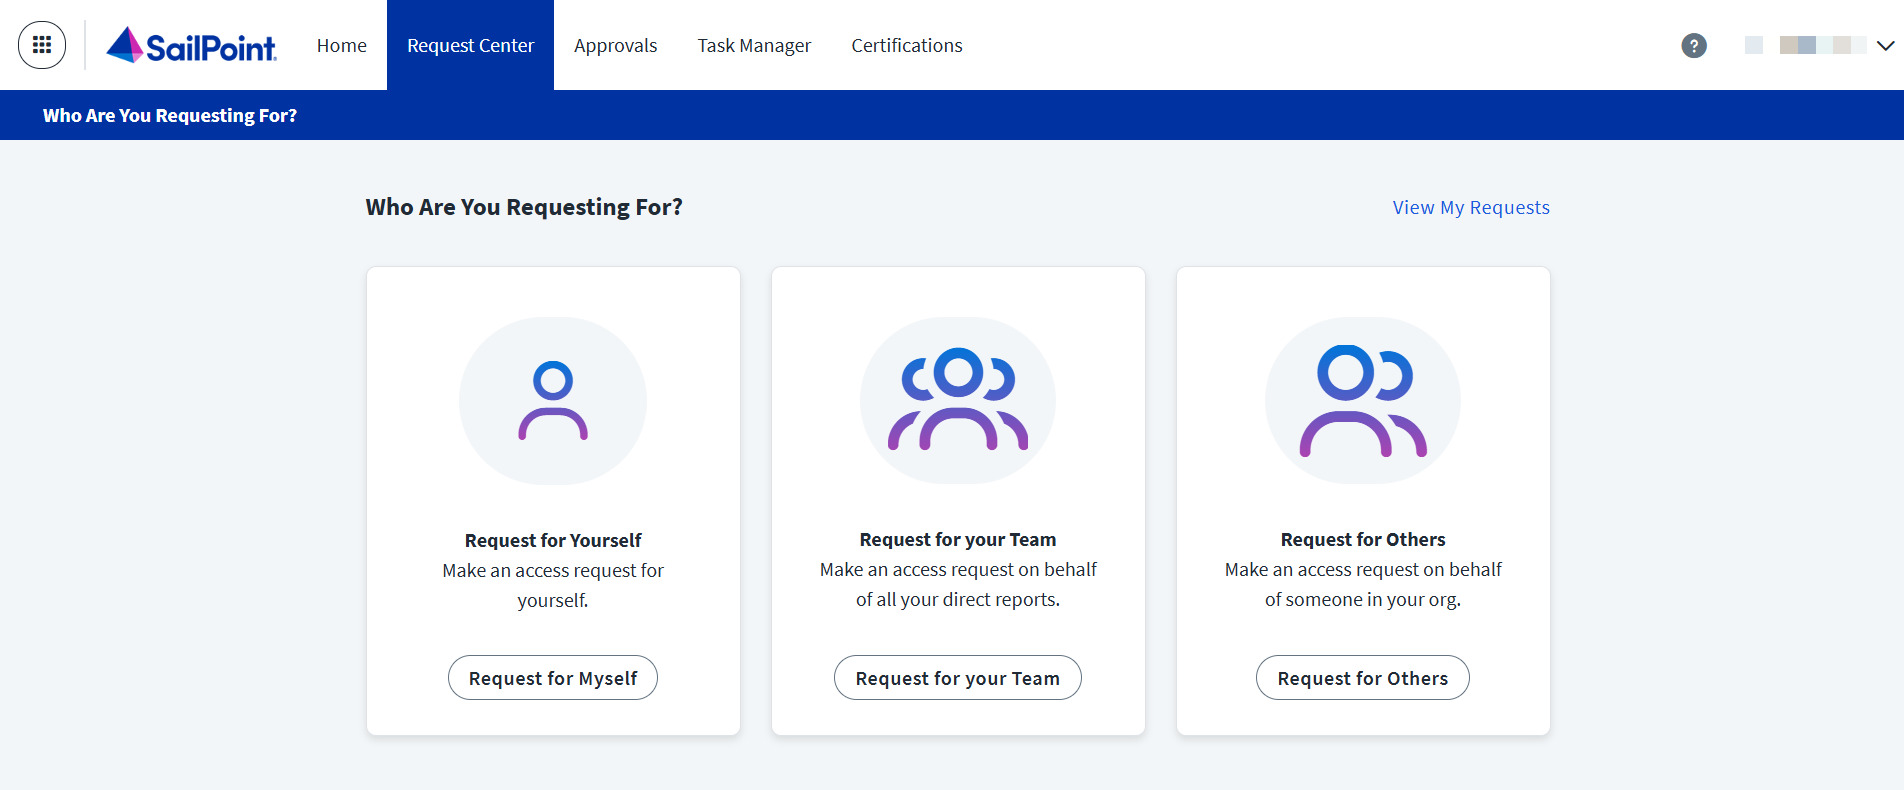 SailPoint.
Home
Request Center
Approvals
Task Manager
Certifications
?
Who Are You Requesting For?
Who Are You Requesting For?
View My Requests
Request for Yourself
Make an access request for
yourself.
Request for Myself
Request for your Team
Make an access request on behalf
of all your direct reports.
Request for your Team
Request for Others
Make an access request on behalf
of someone in your org.
Request for Others